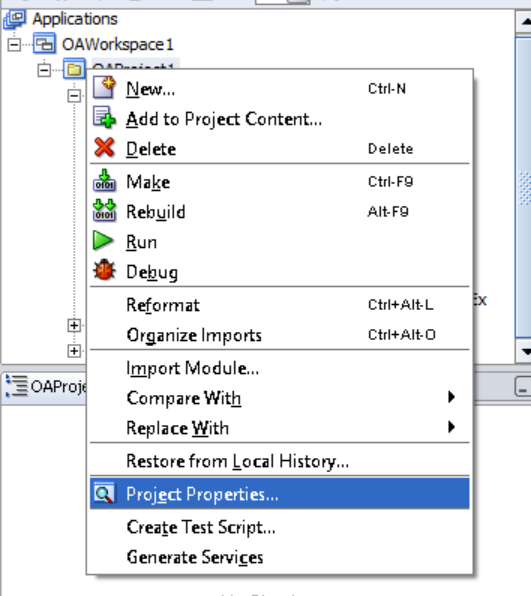 Applications
OAWorkspace1
OAProject1
New... Ctrl-N
Add to Project Content...
Delete Delete
Make Ctrl-F9
Rebuild Alt-F9
Run
Debug
Reformat Ctrl+Alt-L
Ex
Organize Imports Ctrl+Alt-O
Import Module...
OAProje
Compare With
Replace With
Restore from Local History...
Project Properties...
Create Test Script...
Generate Services